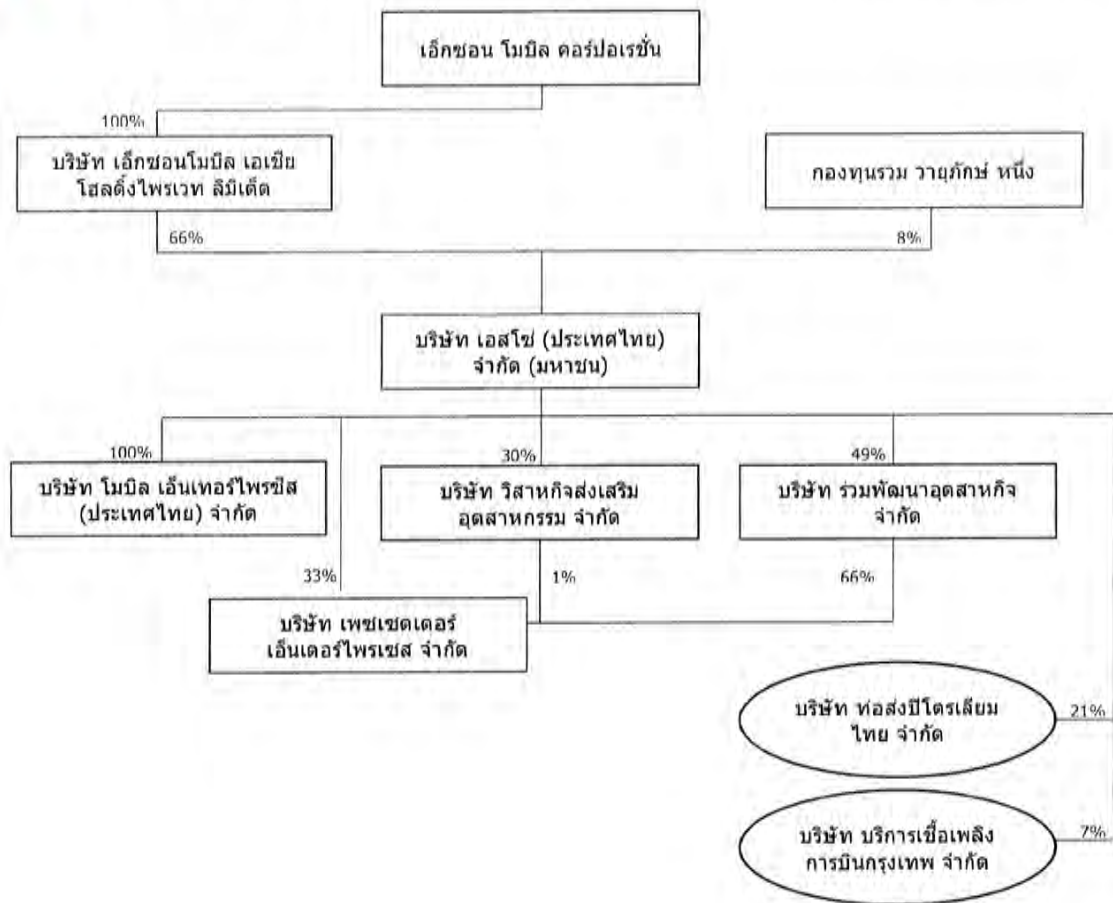 เอ็กซอน โมบิล คอร์ปอเรชั่น
100%
บริษัท เอ็กซอนโมบิล เอเชีย
โฮลดิ้งไพรเวท ลิมิเต็ด
กองทุนรวม วายุภักษ์ หนึ่ง
66%
8%
บริษัท เอสโซ่ (ประเทศไทย)
จำกัด (มหาชน)
100%
30%
49%
บริษัท โมบิล เอ็นเทอร์ไพรซิส
(ประเทศไทย) จำกัด
บริษัท วิสาหกิจส่งเสริม
อุตสาหกรรม จำกัด
บริษัท รวมพัฒนาอุตสาหกิจ
จำกัด
33%
1%
66%
บริษัท เพซเซตเตอร์
เอ็นเตอร์ไพรเซส จำกัด
บริษัท ท่อส่งปิโตรเลียม
ไทย จำกัด
21%
บริษัท บริการเชื้อเพลิง
การบินกรุงเทพ จำกัด
7%